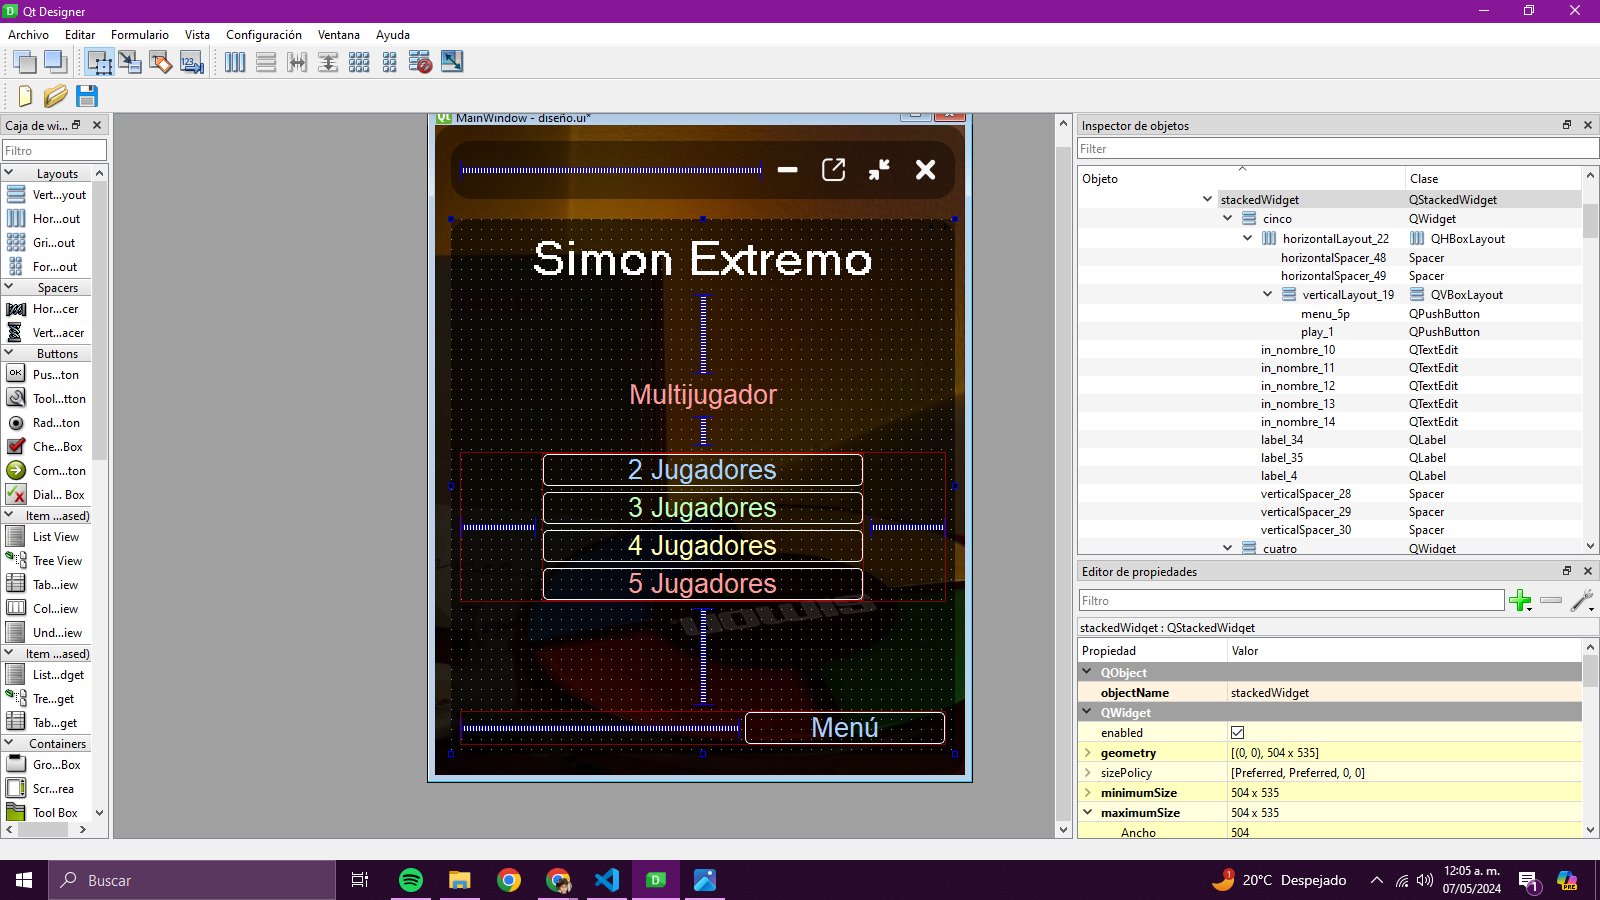 Qt Designer
Archivo Editar Formulario Vista Configuración Ventana Ayuda
Caja de wi...
Filtro
Layouts
Vert...yout
Hor...out
Gri...out
For...out
Spacers
Hor...cer
Vert...acer
Buttons
Pus...ton
Tool...tton
Rad...ton
Che...Box
Com...ton
Dial... Box
Item ...ased)
List View
Tree View
Tab...iew
Col...iew
Und...iew
Item ...ased)
List...dget
Tre...get
Tab...get
Containers
Gro...Box
Scr...rea
Tool Box
MainWindow - diseño.ui*
Simon Extremo
Multijugador
2 Jugadores
3 Jugadores
4 Jugadores
5 Jugadores
SIMON
Menú
Inspector de objetos
Filter
Objeto Clase
stackedWidget QStackedWidget
cinco QWidget
horizontalLayout_22 QHBoxLayout
horizontalSpacer_48 Spacer
horizontalSpacer_49 Spacer
verticalLayout_19 QVBoxLayout
menu_5p QPushButton
play_1 QPushButton
in_nombre_10 QTextEdit
in_nombre_11 QTextEdit
in_nombre_12 QTextEdit
in_nombre_13 QTextEdit
in_nombre_14 QTextEdit
label_34 QLabel
label_35 QLabel
label_4 QLabel
verticalSpacer_28 Spacer
verticalSpacer_29 Spacer
verticalSpacer_30 Spacer
cuatro QWidget
Editor de propiedades
Filtro
stackedWidget : QStackedWidget
Propiedad Valor
QObject
objectName stackedWidget
QWidget
enabled
geometry [(0, 0), 504 x 535]
sizePolicy [Preferred, Preferred, 0, 0]
minimumSize 504 x 535
maximumSize 504 x 535
Ancho 504
Buscar
1
20°C Despejado
12:05 a. m.
07/05/2024
1
PRE